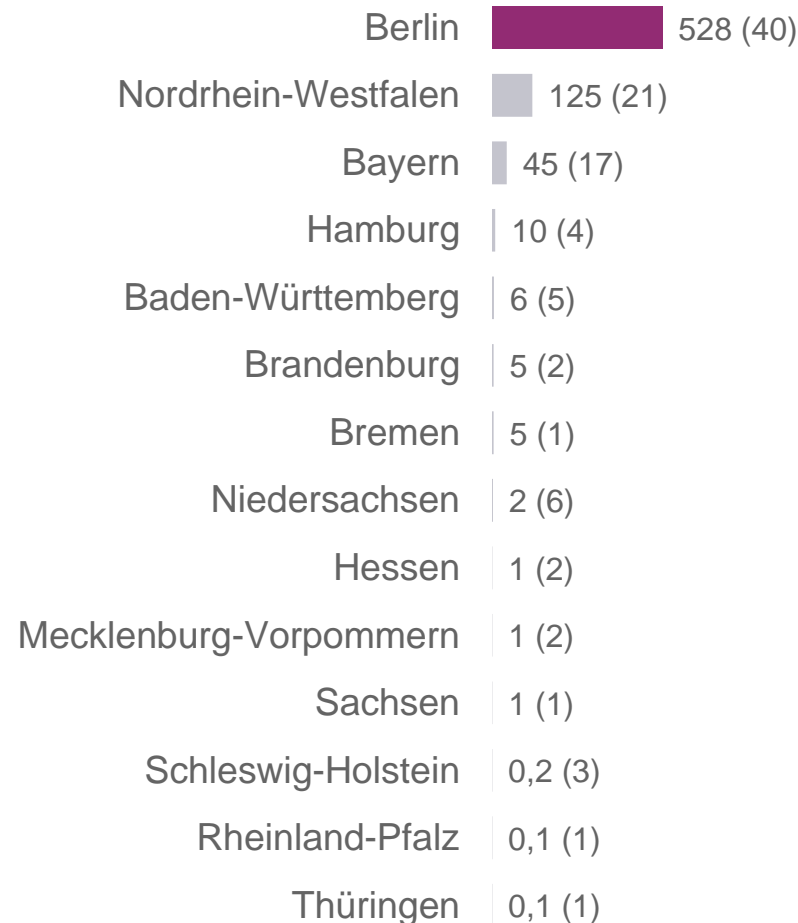 Berlin 528 (40)
Nordrhein-Westfalen 125 (21)
Bayern 45 (17)
Hamburg 10 (4)
Baden-Württemberg 6 (5)
Brandenburg 5 (2)
Bremen 5 (1)
Niedersachsen 2 (6)
Hessen 1 (2)
Mecklenburg-Vorpommern 1 (2)
Sachsen 1 (1)
Schleswig-Holstein 0,2 (3)
Rheinland-Pfalz 0,1 (1)
Thüringen 0,1 (1)